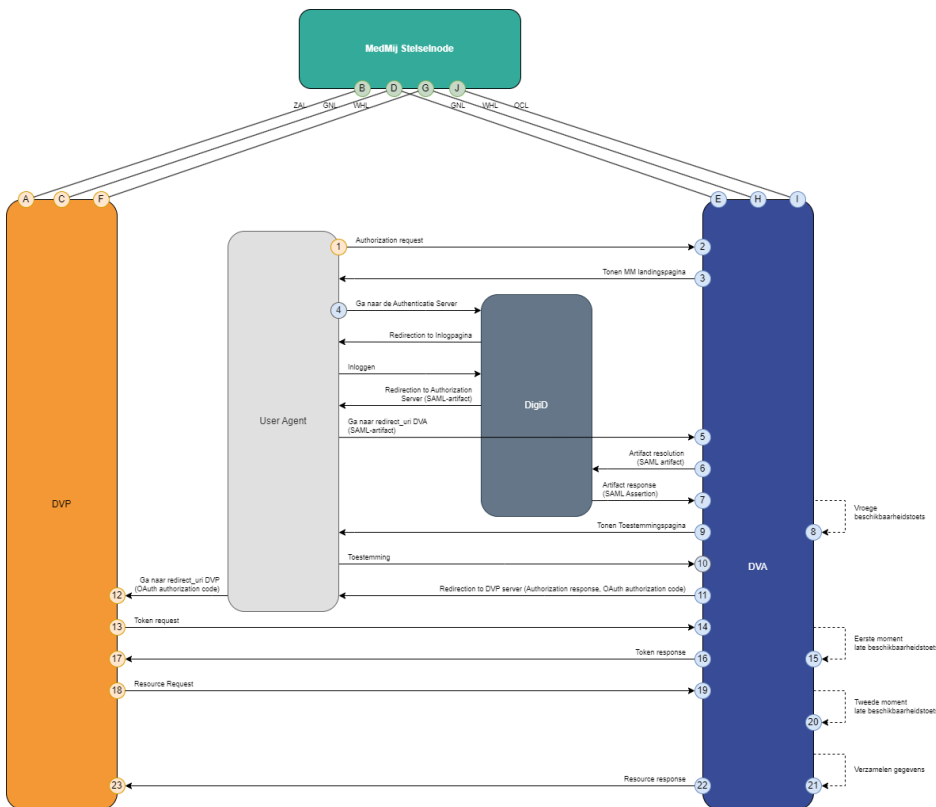 MedMij Stelselnode
B
D
G
J
ZAL
GNL
WHL
GNL
WHL
OCL
A
C
F
E
H
I
1
Authorization request
2
Tonen MM landingspagina
3
4
Ga naar de Authenticatie Server
Redirection to Inlogpagina
Inloggen
Redirection to Authorization
Server (SAML-artifact)
DigiD
User Agent
Ga naar redirect_uri DVA
(SAML-artifact)
5
Artifact resolution
(SAML artifact)
6
Artifact response
(SAML Assertion)
7
DVP
Vroege
beschikbaarheidstoets
8
Tonen Toestemmingspagina
9
Toestemming
10
DVA
Ga naar redirect_uri DVP
(OAuth authorization code)
12
Redirection to DVP server (Authorization response, OAuth authorization code)
11
13
Token request
14
Eerste moment
late beschikbaarheidstoets
15
17
Token response
16
18
Resource Request
19
Tweede moment
late beschikbaarheidstoets
20
Verzamelen gegevens
21
23
Resource response
22